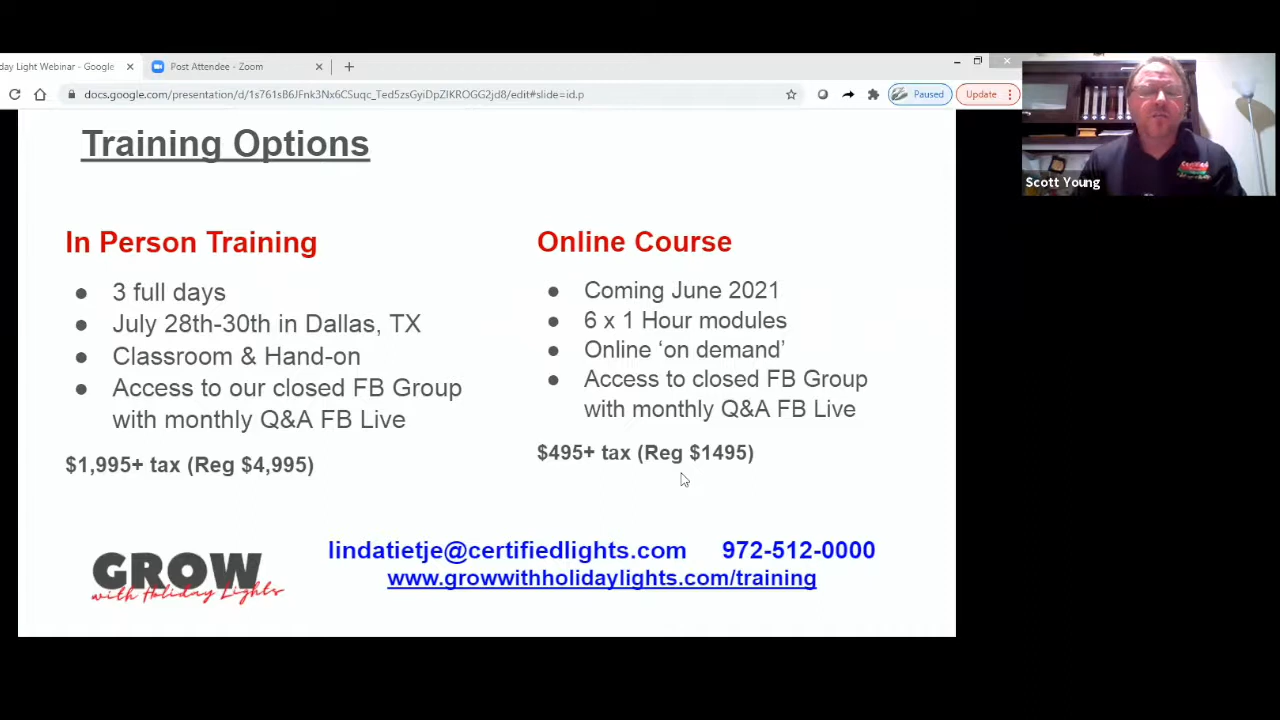 day Light Webinar - Google
Post Attendee - Zoom
docs.google.com/presentation/d/1s761s86JFnk3Nx6CSuqc_Ted5zsGyiDpZIKROGG2jd8/edit#slide=id.p
Paused
Update
Scott Young
Training Options
In Person Training
3 full days
July 28th-30th in Dallas, TX
Classroom & Hand-on
Access to our closed FB Group
with monthly Q&A FB Live
$1,995+ tax (Reg $4,995)
Online Course
Coming June 2021
6 x 1 Hour modules
Online ‘on demand’
Access to closed FB Group
with monthly Q&A FB Live
$495+ tax (Reg $1495)
lindatietje@certifiedlights.com 972-512-0000
www.growwithholidaylights.com/training
GROW
with Holiday Lights